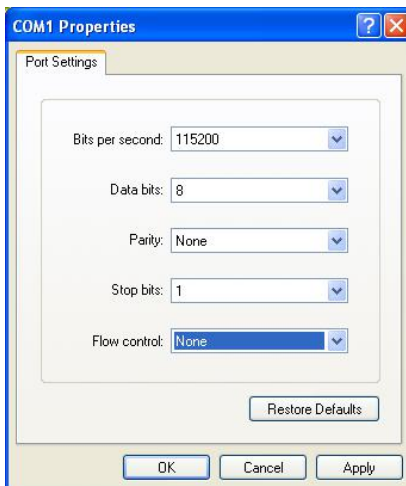 COM1 Properties
Port Settings
Bits per second: 115200
Data bits: 8
Parity: None
Stop bits: 1
Flow control: None
Restore Defaults
OK Cancel Apply